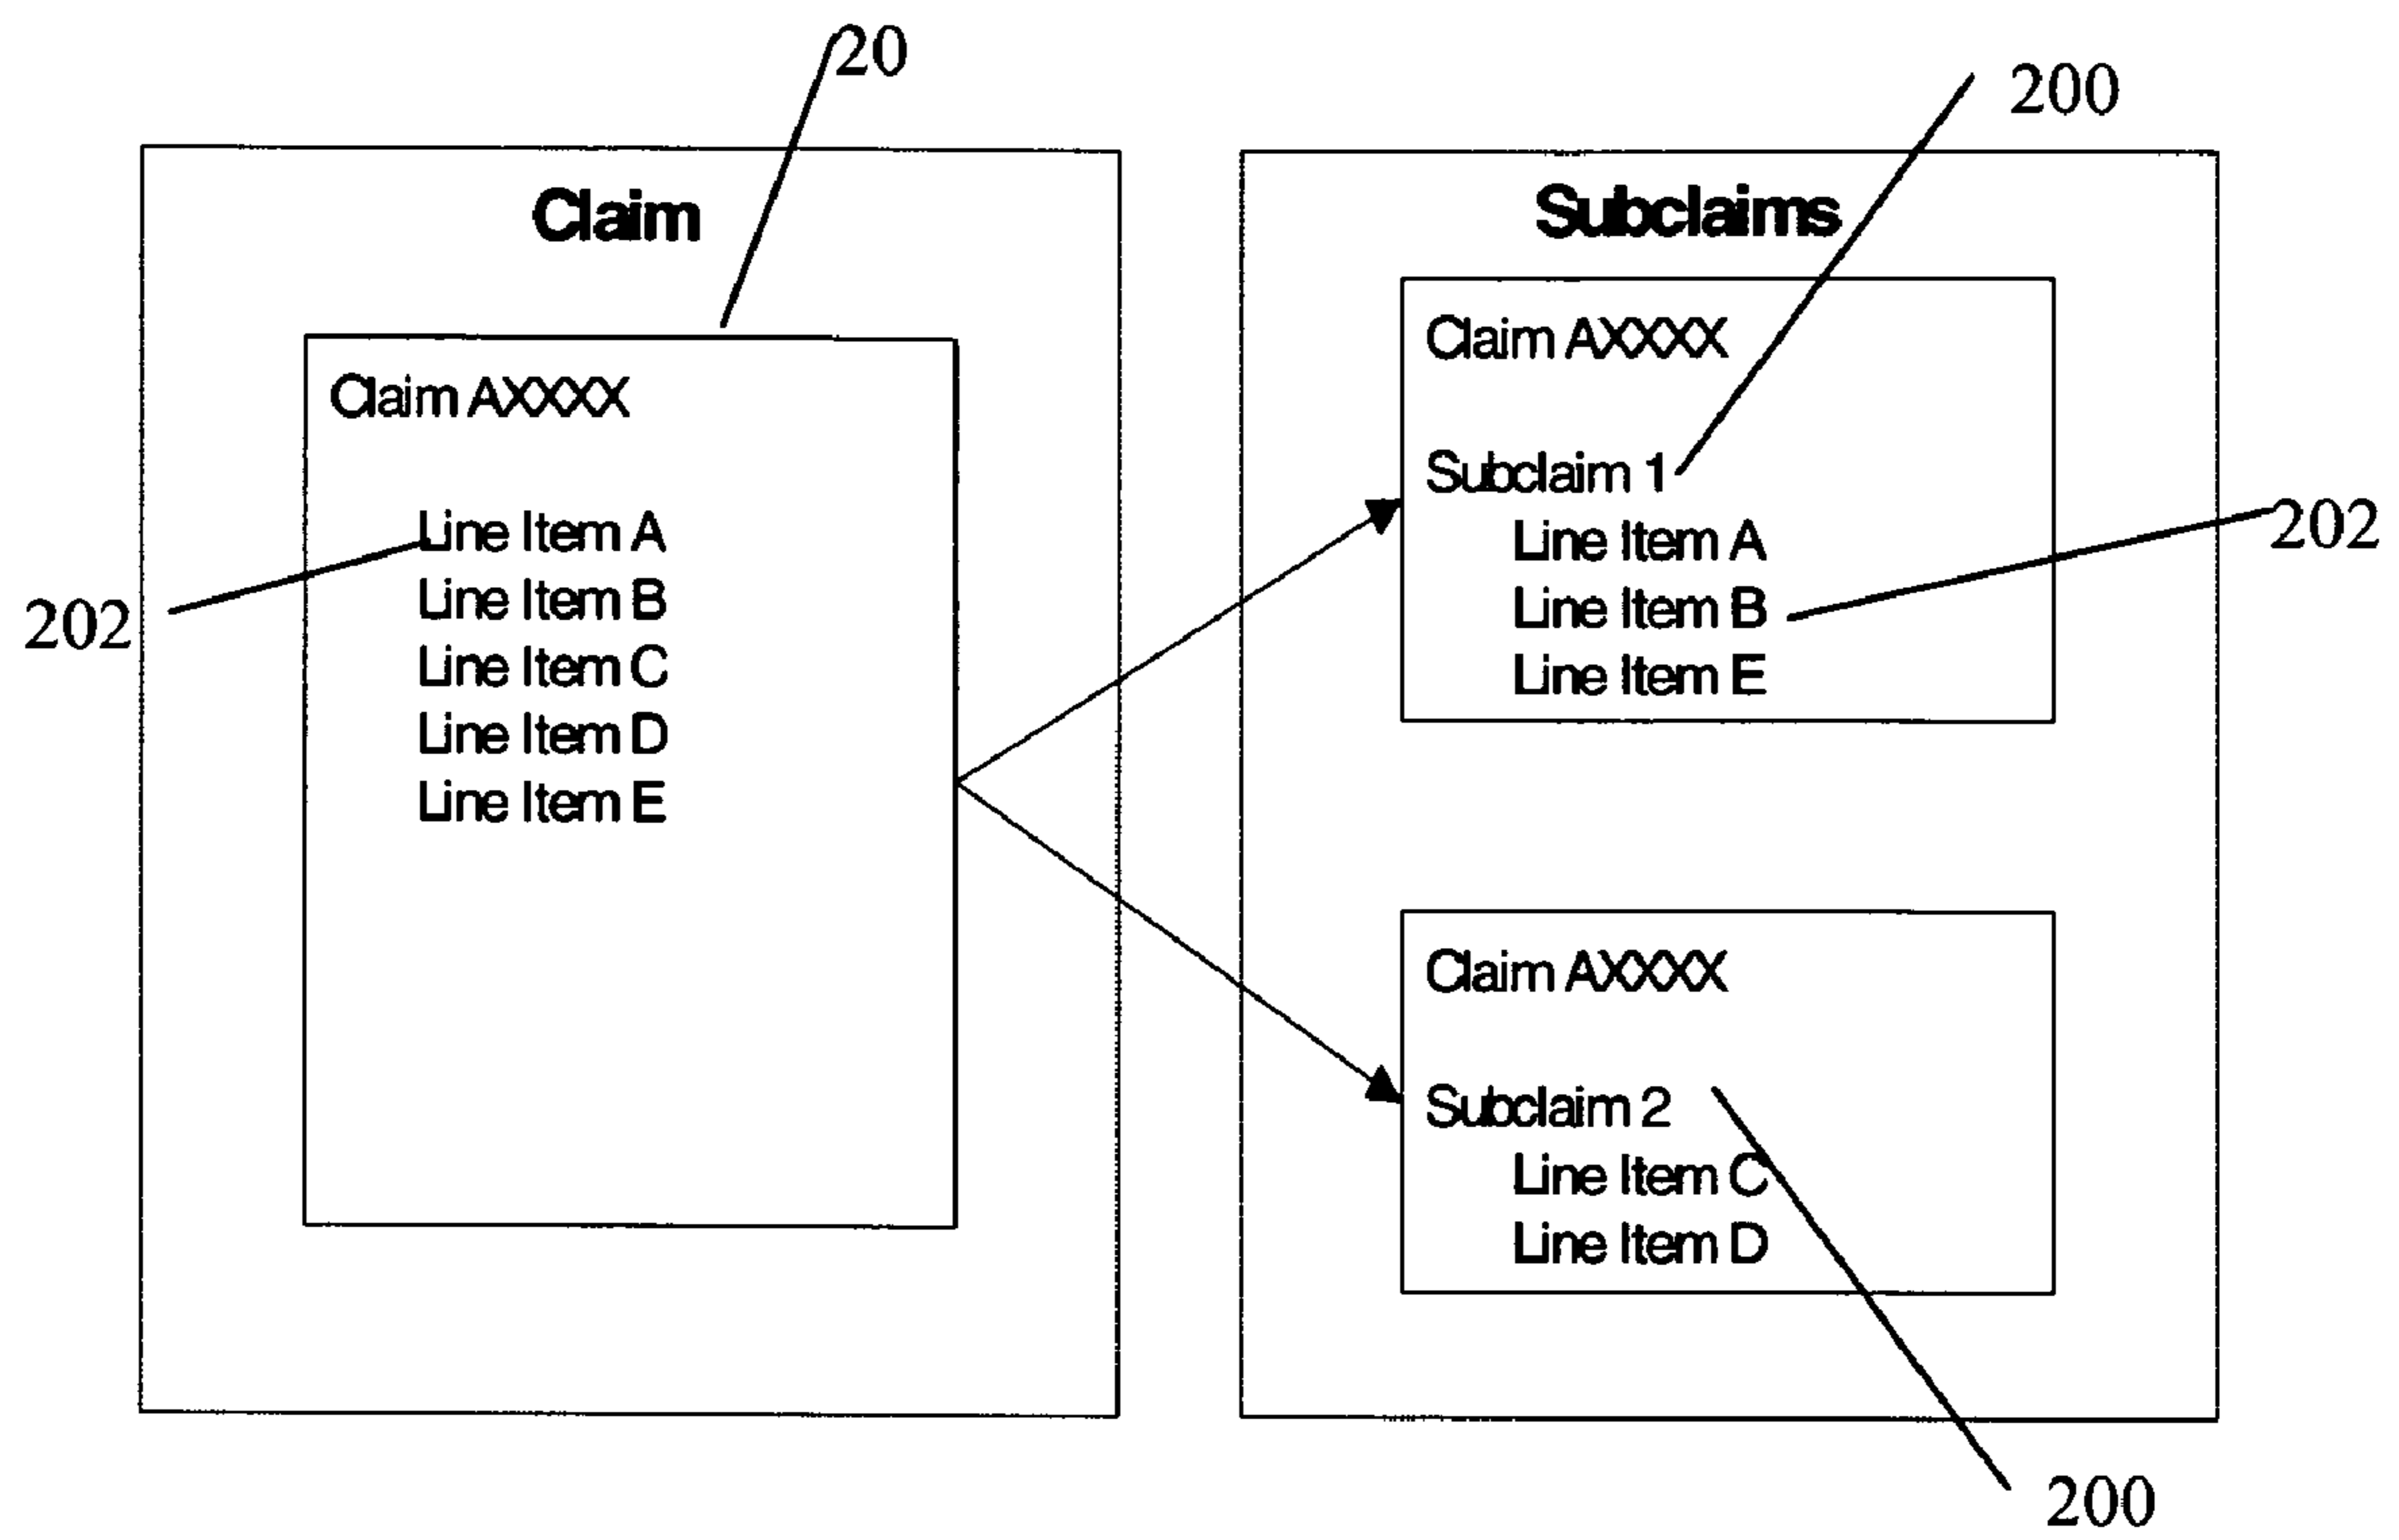 20
200
Claim
Claim AXXXX
Line Item A
Line Item B
Line Item C
Line Item D
Line Item E
202
Subclaims
Claim AXXXX
Subclaim 1
Line Item A
Line Item B
Line Item E
202
Claim AXXXX
Subclaim 2
Line Item C
Line Item D
200